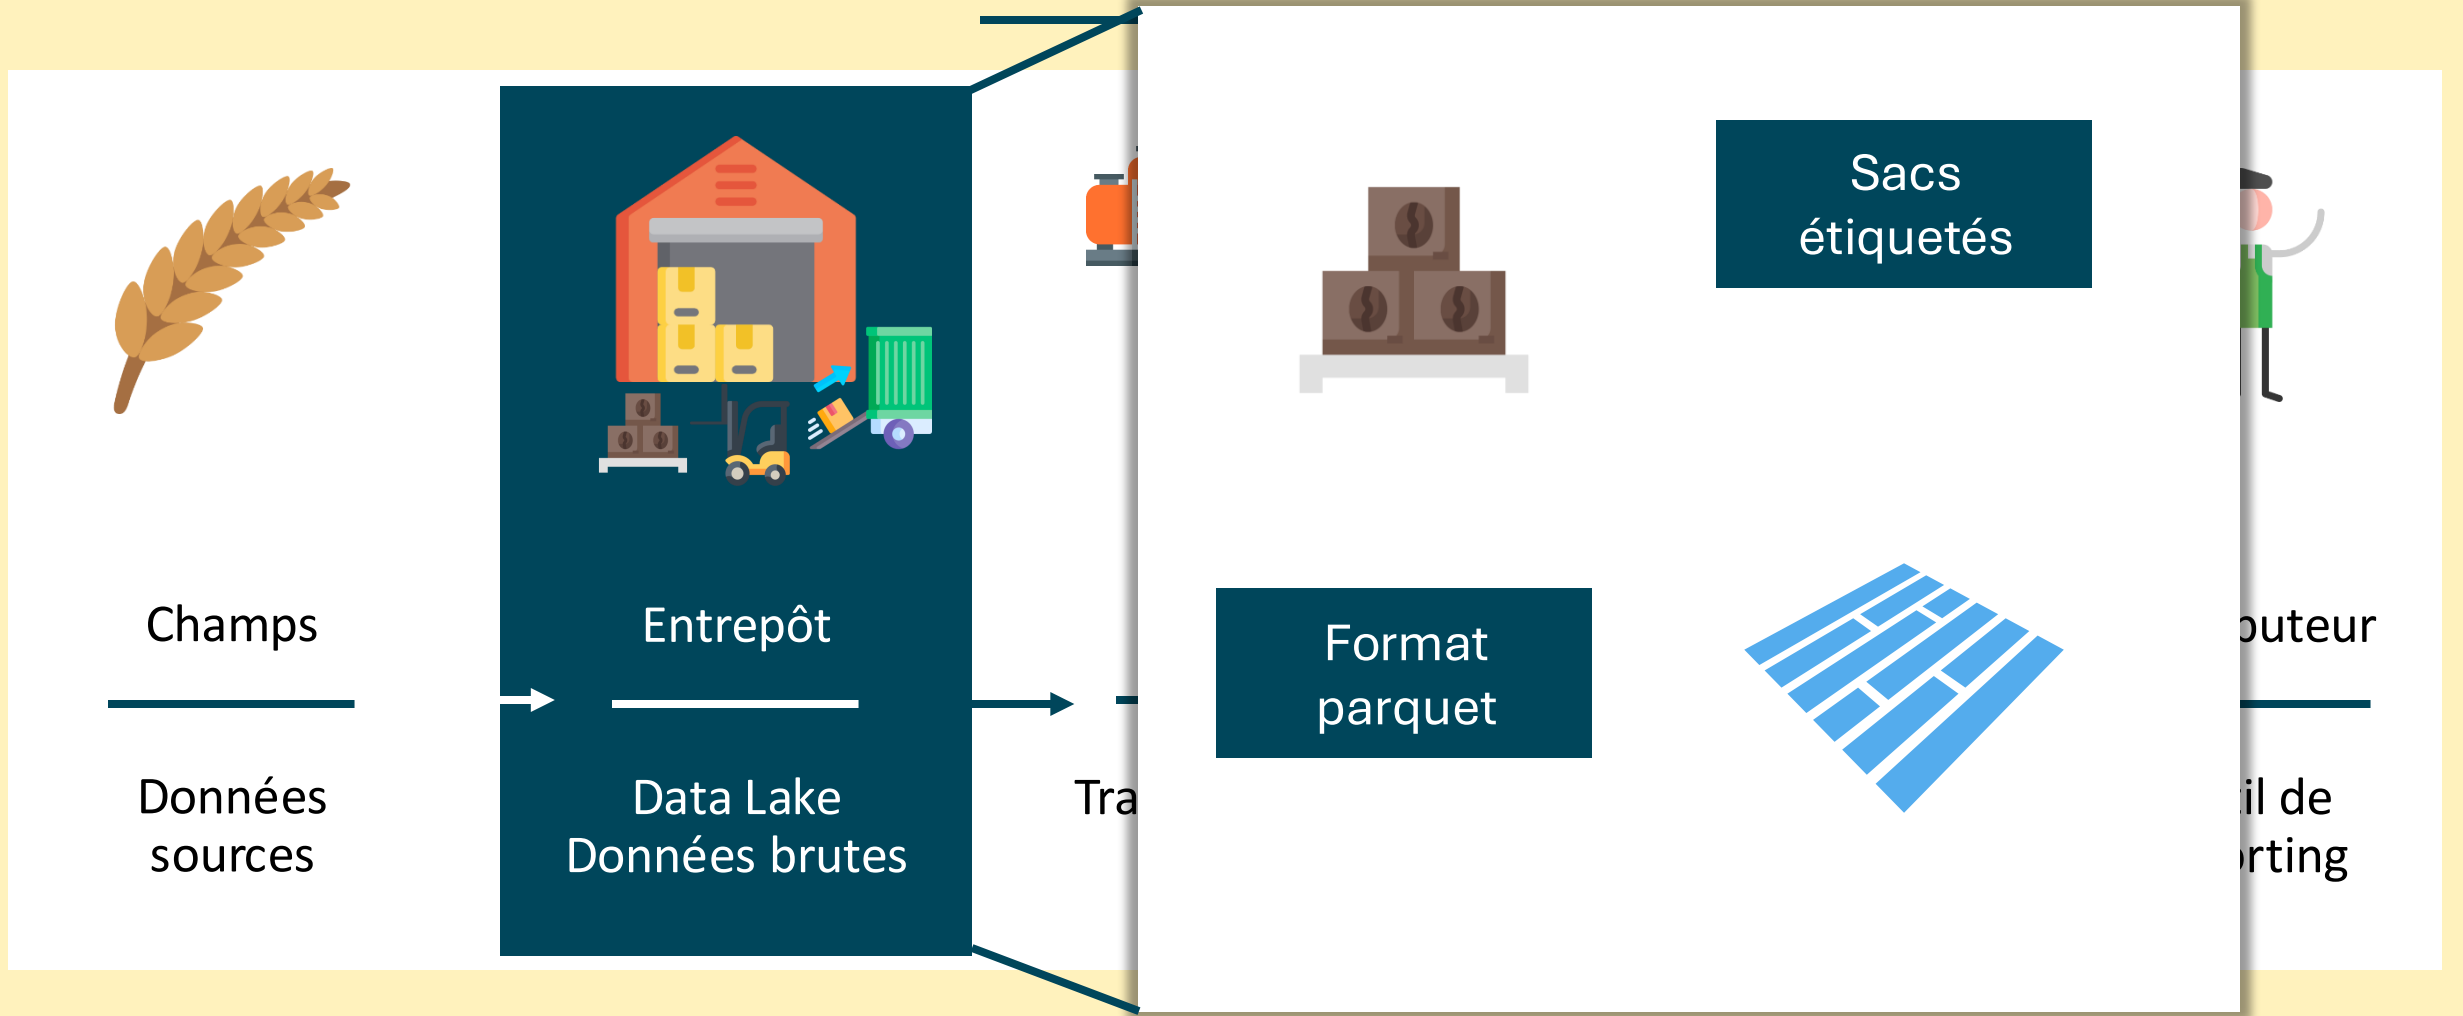 Champs
Données
sources
Entrepôt
Data Lake
Données brutes
Sacs
étiquetés
Format
parquet